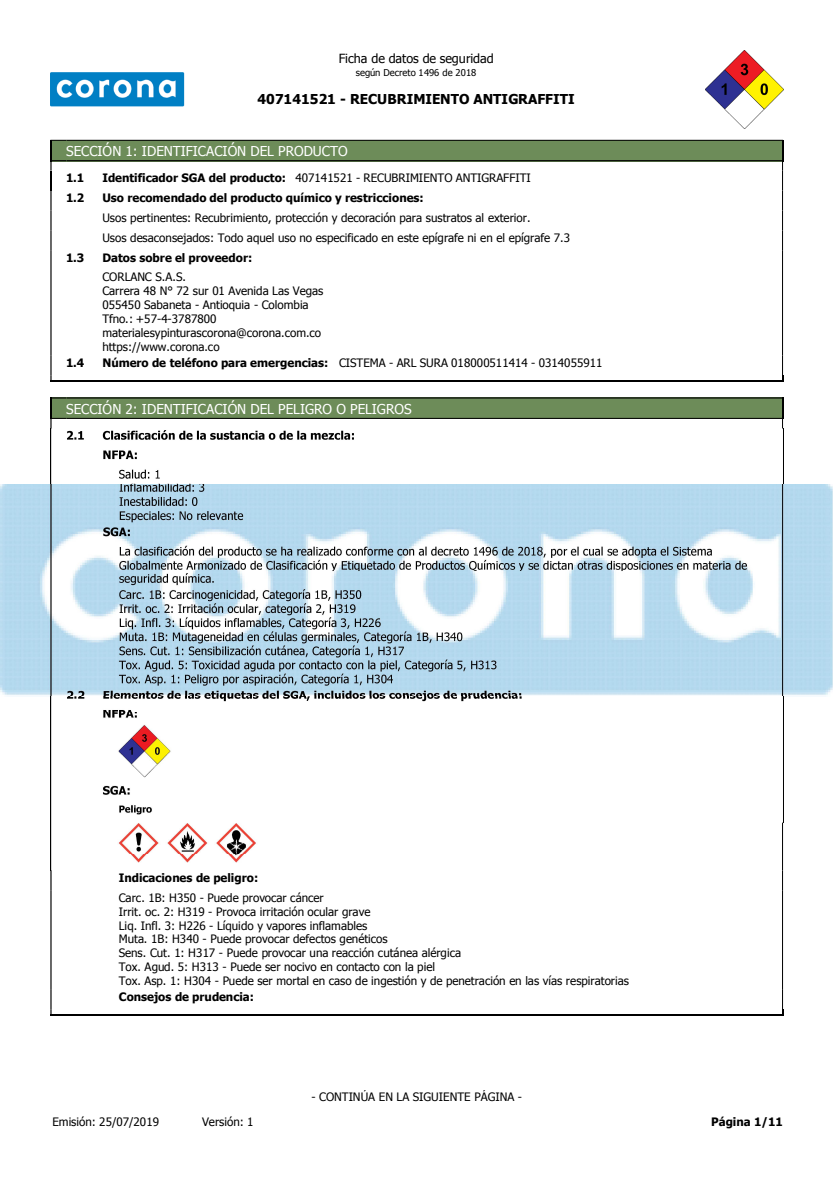 Ficha de datos de seguridad
según Decreto 1496 de 2018
corona
407141521 - RECUBRIMIENTO ANTIGRAFFITI
3
1
0
SECCIÓN 1: IDENTIFICACIÓN DEL PRODUCTO
1.1 Identificador SGA del producto: 407141521 - RECUBRIMIENTO ANTIGRAFFITI
1.2 Uso recomendado del producto químico y restricciones:
Usos pertinentes: Recubrimiento, protección y decoración para sustratos al exterior.
Usos desaconsejados: Todo aquel uso no especificado en este epígrafe ni en el epígrafe 7.3
1.3 Datos sobre el proveedor:
CORLANC S.A.S.
Carrera 48 N° 72 sur 01 Avenida Las Vegas
055450 Sabaneta - Antioquia - Colombia
Tfno.: +57-4-3787800
materialesypinturascorona@corona.com.co
https://www.corona.co
1.4 Número de teléfono para emergencias: CISTEMA - ARL SURA 018000511414 - 0314055911
SECCIÓN 2: IDENTIFICACIÓN DEL PELIGRO O PELIGROS
2.1 Clasificación de la sustancia o de la mezcla:
NFPA:
Salud: 1
Inflamabilidad: 3
Inestabilidad: 0
Especiales: No relevante
SGA:
La clasificación del producto se ha realizado conforme con al decreto 1496 de 2018, por el cual se adopta el Sistema
Globalmente Armonizado de Clasificación y Etiquetado de Productos Químicos y se dictan otras disposiciones en materia de
seguridad química.
Carc. 1B: Carcinogenicidad, Categoría 1B, H350
Irrit. oc. 2: Irritación ocular, categoría 2, H319
Liq. Infl. 3: Líquidos inflamables, Categoría 3, H226
Muta. 1B: Mutageneidad en células germinales, Categoría 1B, H340
Sens. Cut. 1: Sensibilización cutánea, Categoría 1, H317
Tox. Agud. 5: Toxicidad aguda por contacto con la piel, Categoría 5, H313
Tox. Asp. 1: Peligro por aspiración, Categoría 1, H304
corona
2.2 Elementos de las etiquetas del SGA, incluidos los consejos de prudencia:
NFPA:
3
1
0
SGA:
Peligro
Indicaciones de peligro:
Carc. 1B: H350 - Puede provocar cáncer
Irrit. oc. 2: H319 - Provoca irritación ocular grave
Liq. Infl. 3: H226 - Líquido y vapores inflamables
Muta. 1B: H340 - Puede provocar defectos genéticos
Sens. Cut. 1: H317 - Puede provocar una reacción cutánea alérgica
Tox. Agud. 5: H313 - Puede ser nocivo en contacto con la piel
Tox. Asp. 1: H304 - Puede ser mortal en caso de ingestión y de penetración en las vías respiratorias
Consejos de prudencia:
- CONTINÚA EN LA SIGUIENTE PÁGINA -
Emisión: 25/07/2019 Versión: 1 Página 1/11